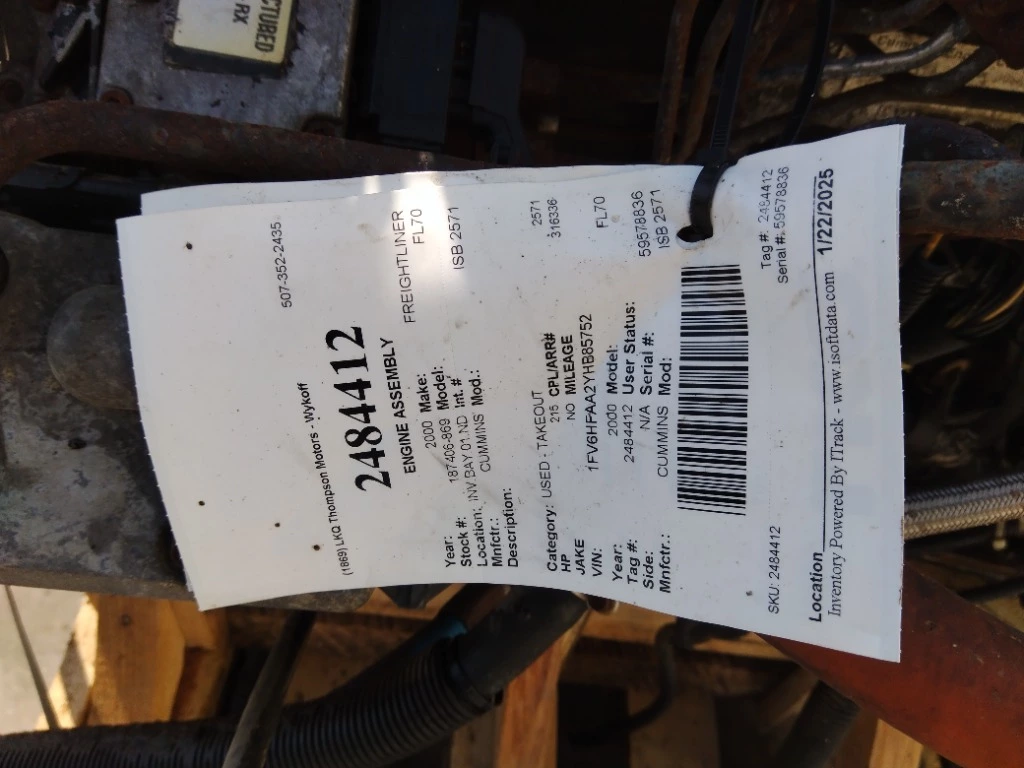 CTURED
RX
507-352-2435
(1869) LKQ Thompson Motors - Wykoff
2484412
ENGINE ASSEMBLY
Year: 2000 Make: FREIGHTLINER
Stock #: 187406-869 Model: FL70
Location: INV BAY 01.ND Int.#
Mnfctr.: CUMMINS Mod.: ISB 2571
Description:
Category: USED - TAKEOUT
HP 215 CPL/ARR# 2571
JAKE NO MILEAGE 316336
VIN: 1FV6HFAA2YHB85752
Year: 2000 Model: FL70
Tag #: 2484412 User Status:
Side: N/A Serial #: 59578836
Mnfctr.: CUMMINS Mod: ISB 2571
SKU: 2484412
Tag #: 2484412
Serial #: 59578836
Location
Inventory Powered By ITrack - www.isoftdata.com 1/22/2025